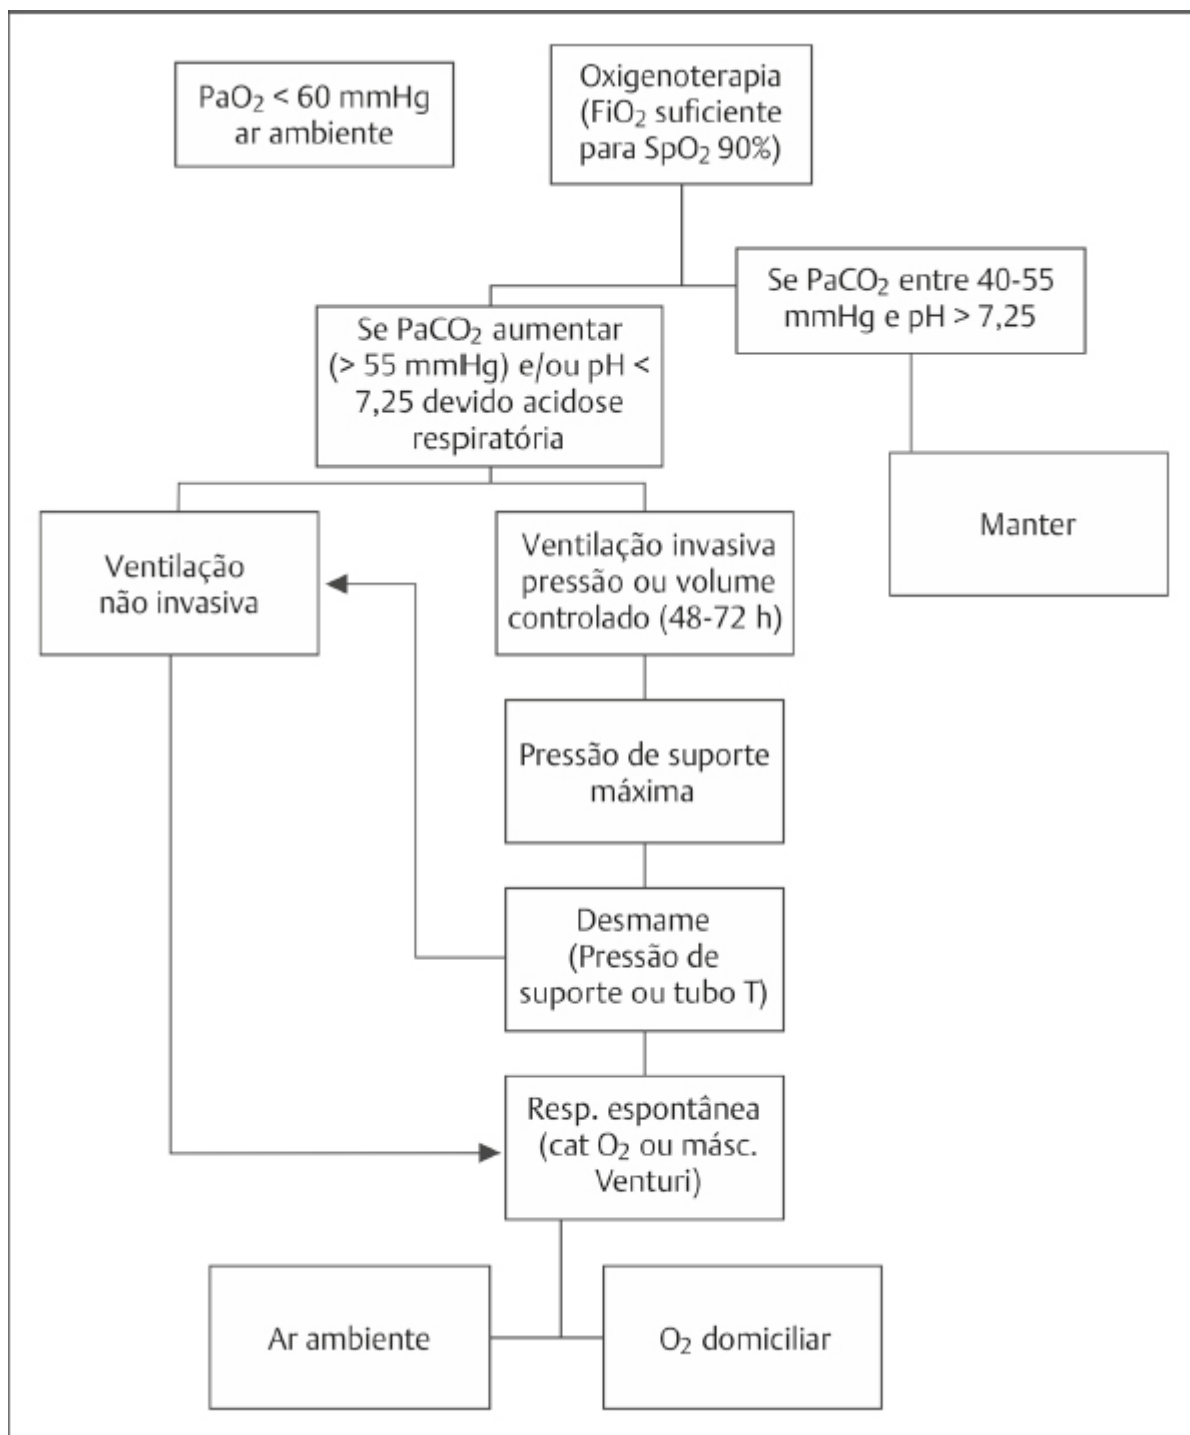 PaO₂ < 60 mmHg
ar ambiente
Oxigenoterapia
(FiO₂ suficiente
para SpO₂ 90%)
Se PaCO₂ entre 40-55
mmHg e pH > 7,25
Se PaCO₂ aumentar
(> 55 mmHg) e/ou pH <
7,25 devido acidose
respiratória
Manter
Ventilação
não invasiva
Ventilação invasiva
pressão ou volume
controlado (48-72 h)
Pressão de suporte
máxima
Desmame
(Pressão de
suporte ou tubo T)
Resp. espontânea
(cat O₂ ou másc.
Venturi)
Ar ambiente
O₂ domiciliar